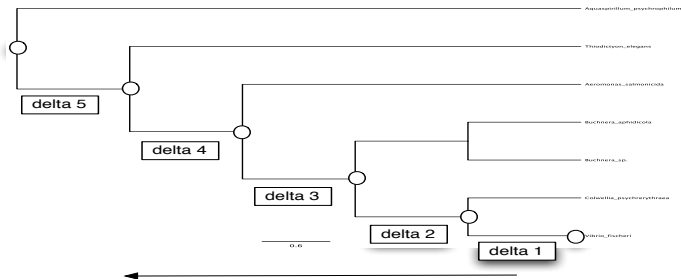 Aquaspirillum_psychrophilum
Thiodictyon_elegans
delta 5
Aeromonas_salmonicida
delta 4
Buchnera_aphidicola
Buchnera_sp.
delta 3
Colwellia_psychrerythraea
delta 2
Vibrio_fischeri
0.6
delta 1